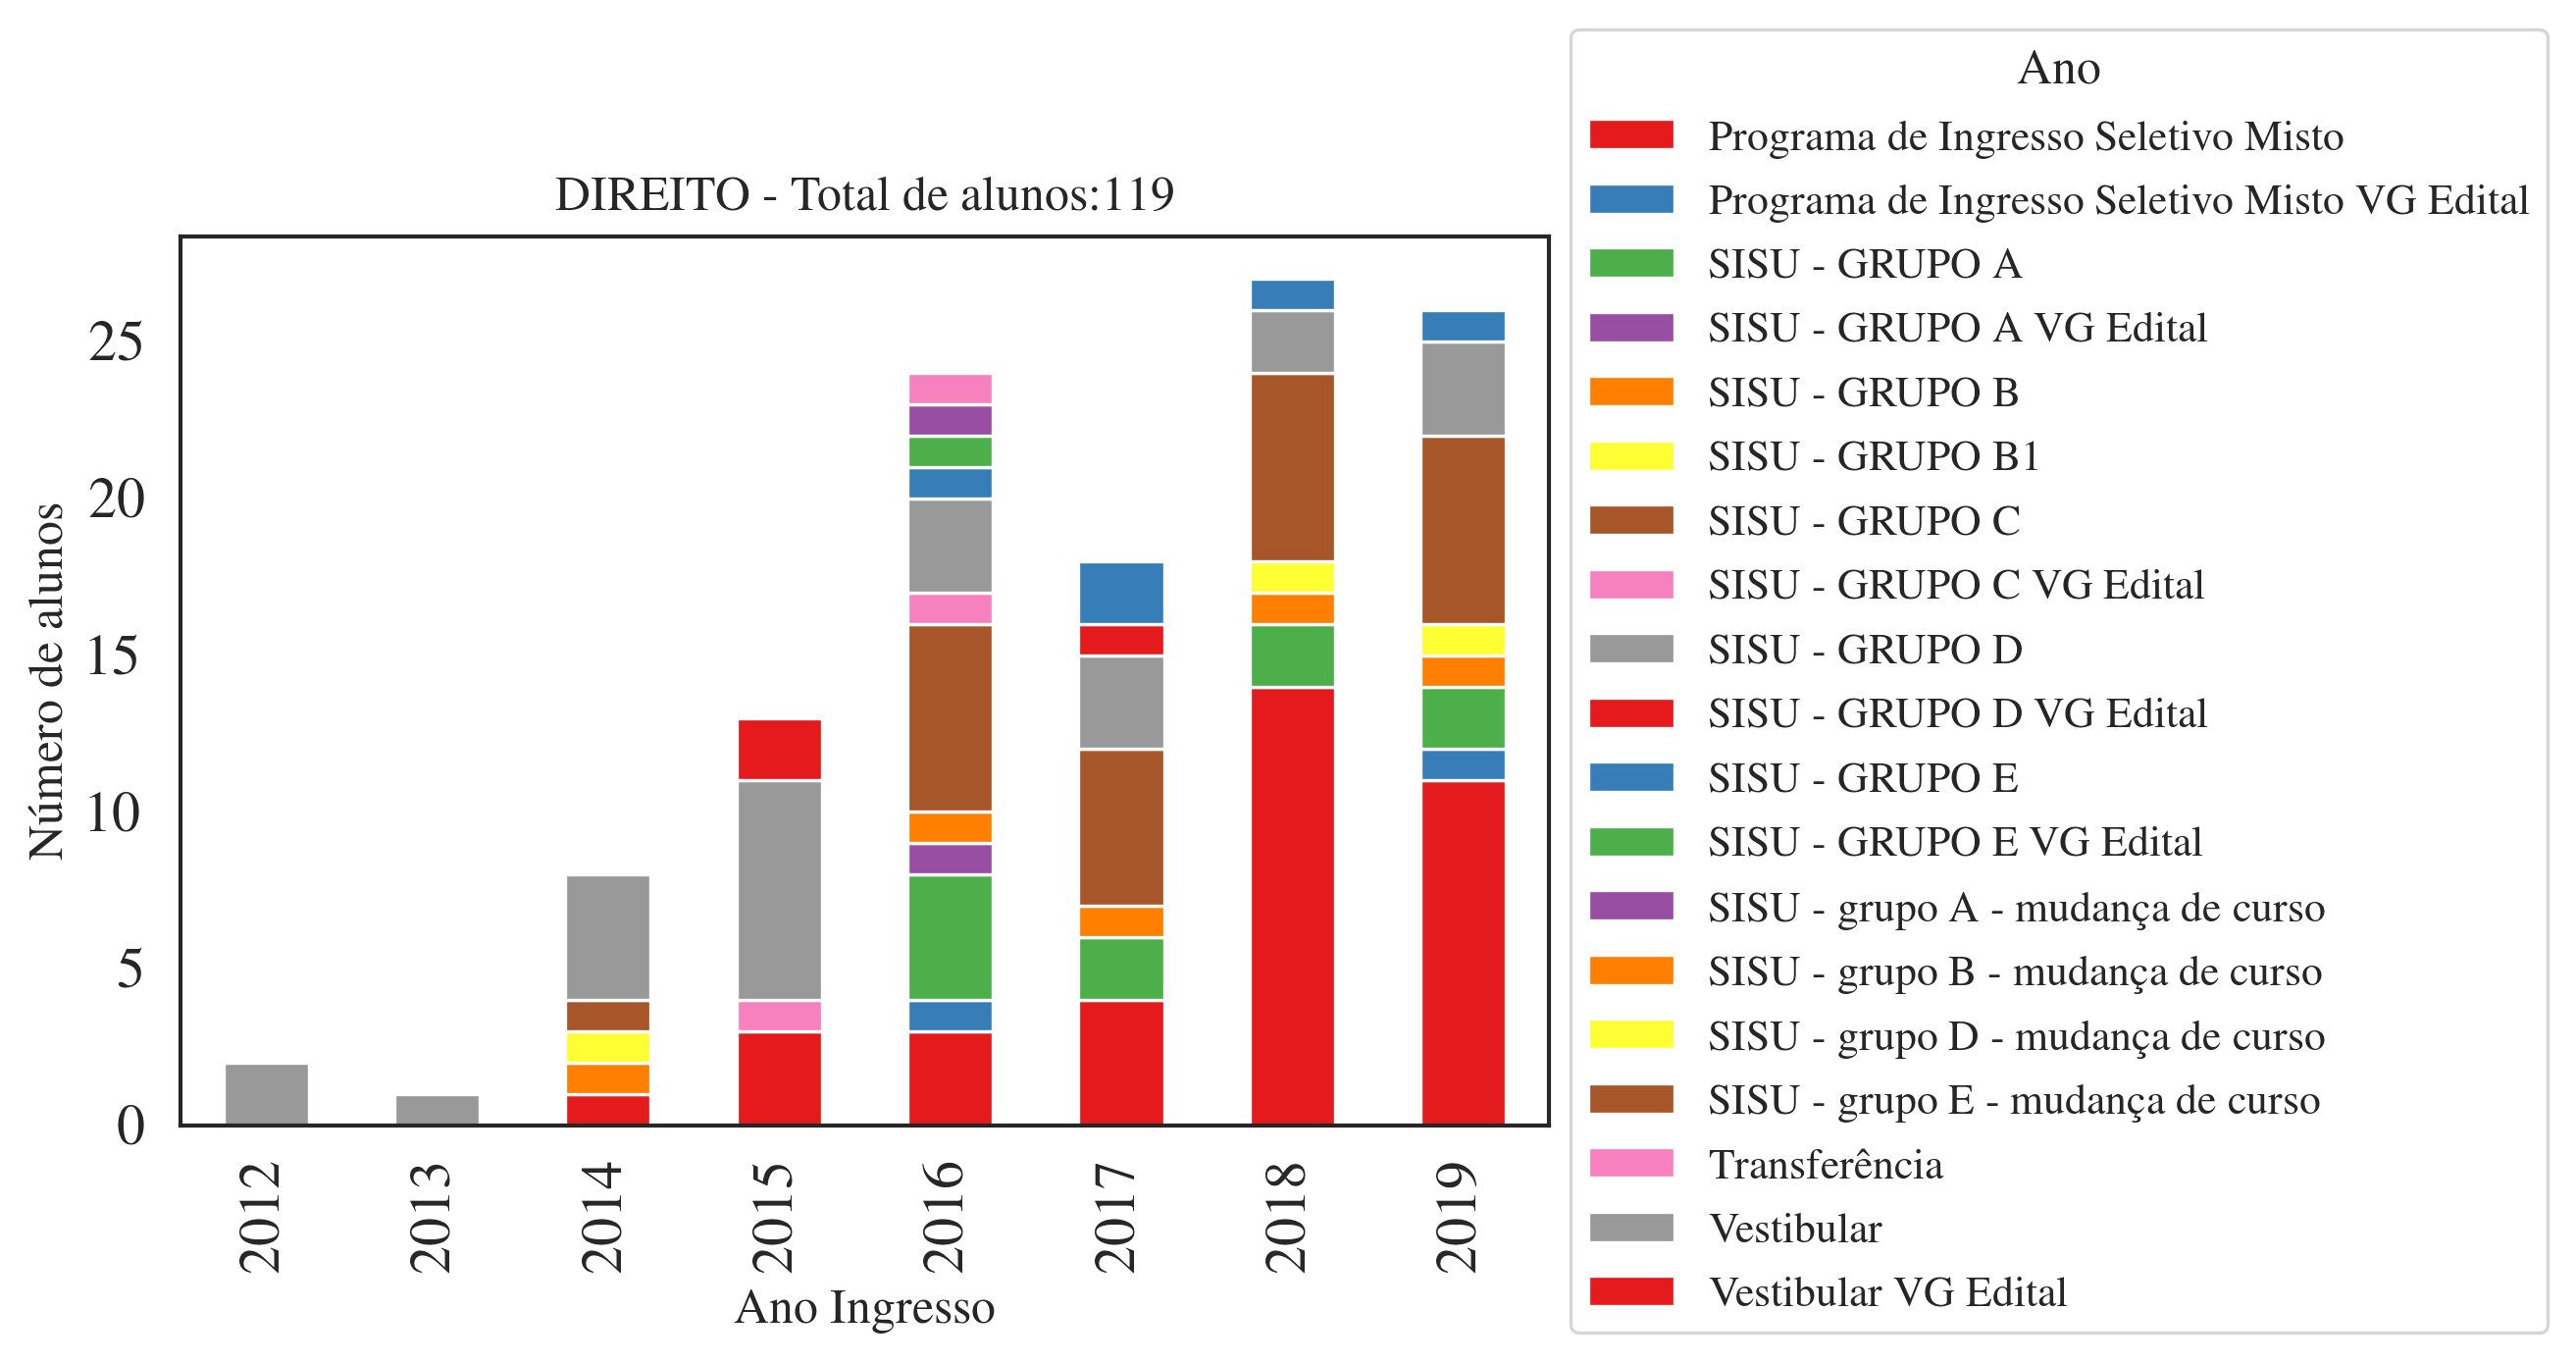 DIREITO - Total de alunos:119
Número de alunos
25
20
15
10
5
0
2012
2013
2014
2015
2016
2017
2018
2019
Ano Ingresso
Ano
Programa de Ingresso Seletivo Misto
Programa de Ingresso Seletivo Misto VG Edital
SISU - GRUPO A
SISU - GRUPO A VG Edital
SISU - GRUPO B
SISU - GRUPO B1
SISU - GRUPO C
SISU - GRUPO C VG Edital
SISU - GRUPO D
SISU - GRUPO D VG Edital
SISU - GRUPO E
SISU - GRUPO E VG Edital
SISU - grupo A - mudança de curso
SISU - grupo B - mudança de curso
SISU - grupo D - mudança de curso
SISU - grupo E - mudança de curso
Transferência
Vestibular
Vestibular VG Edital